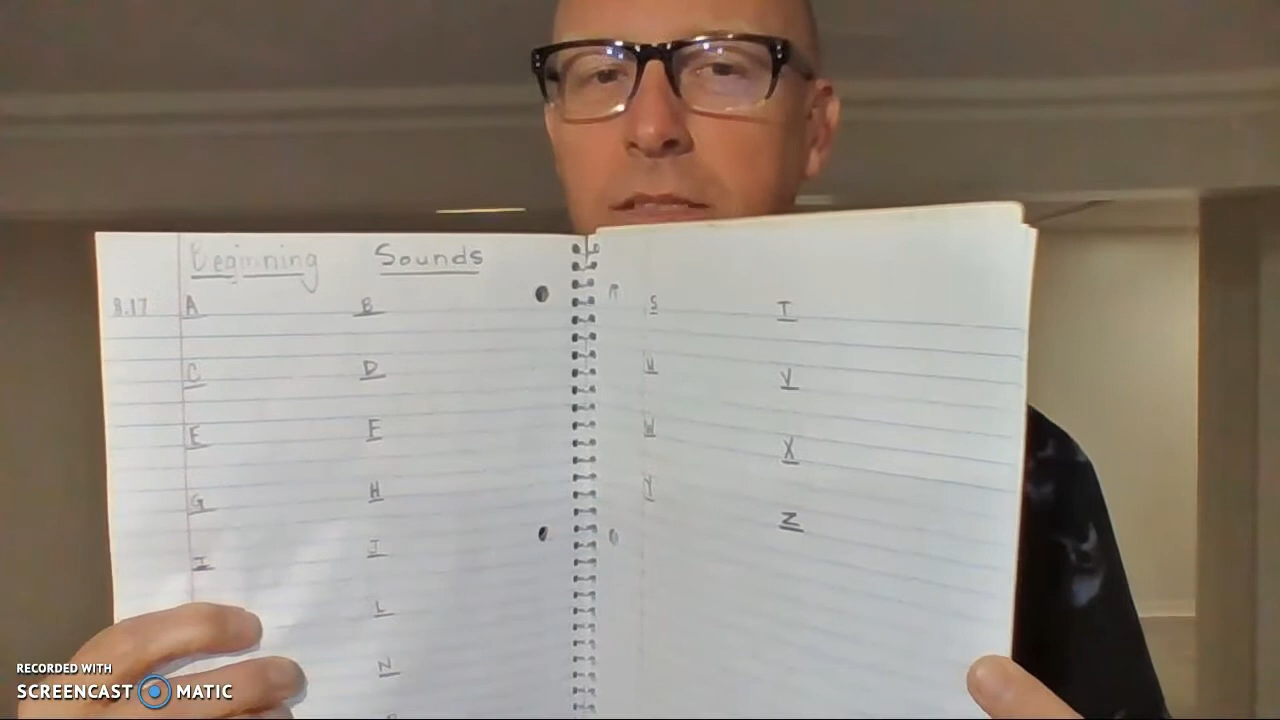 Beginning Sounds
8.17 A B
C D
E F
G H
I J
L
N
S T
U V
W X
Y Z
RECORDED WITH
SCREENCAST MATIC